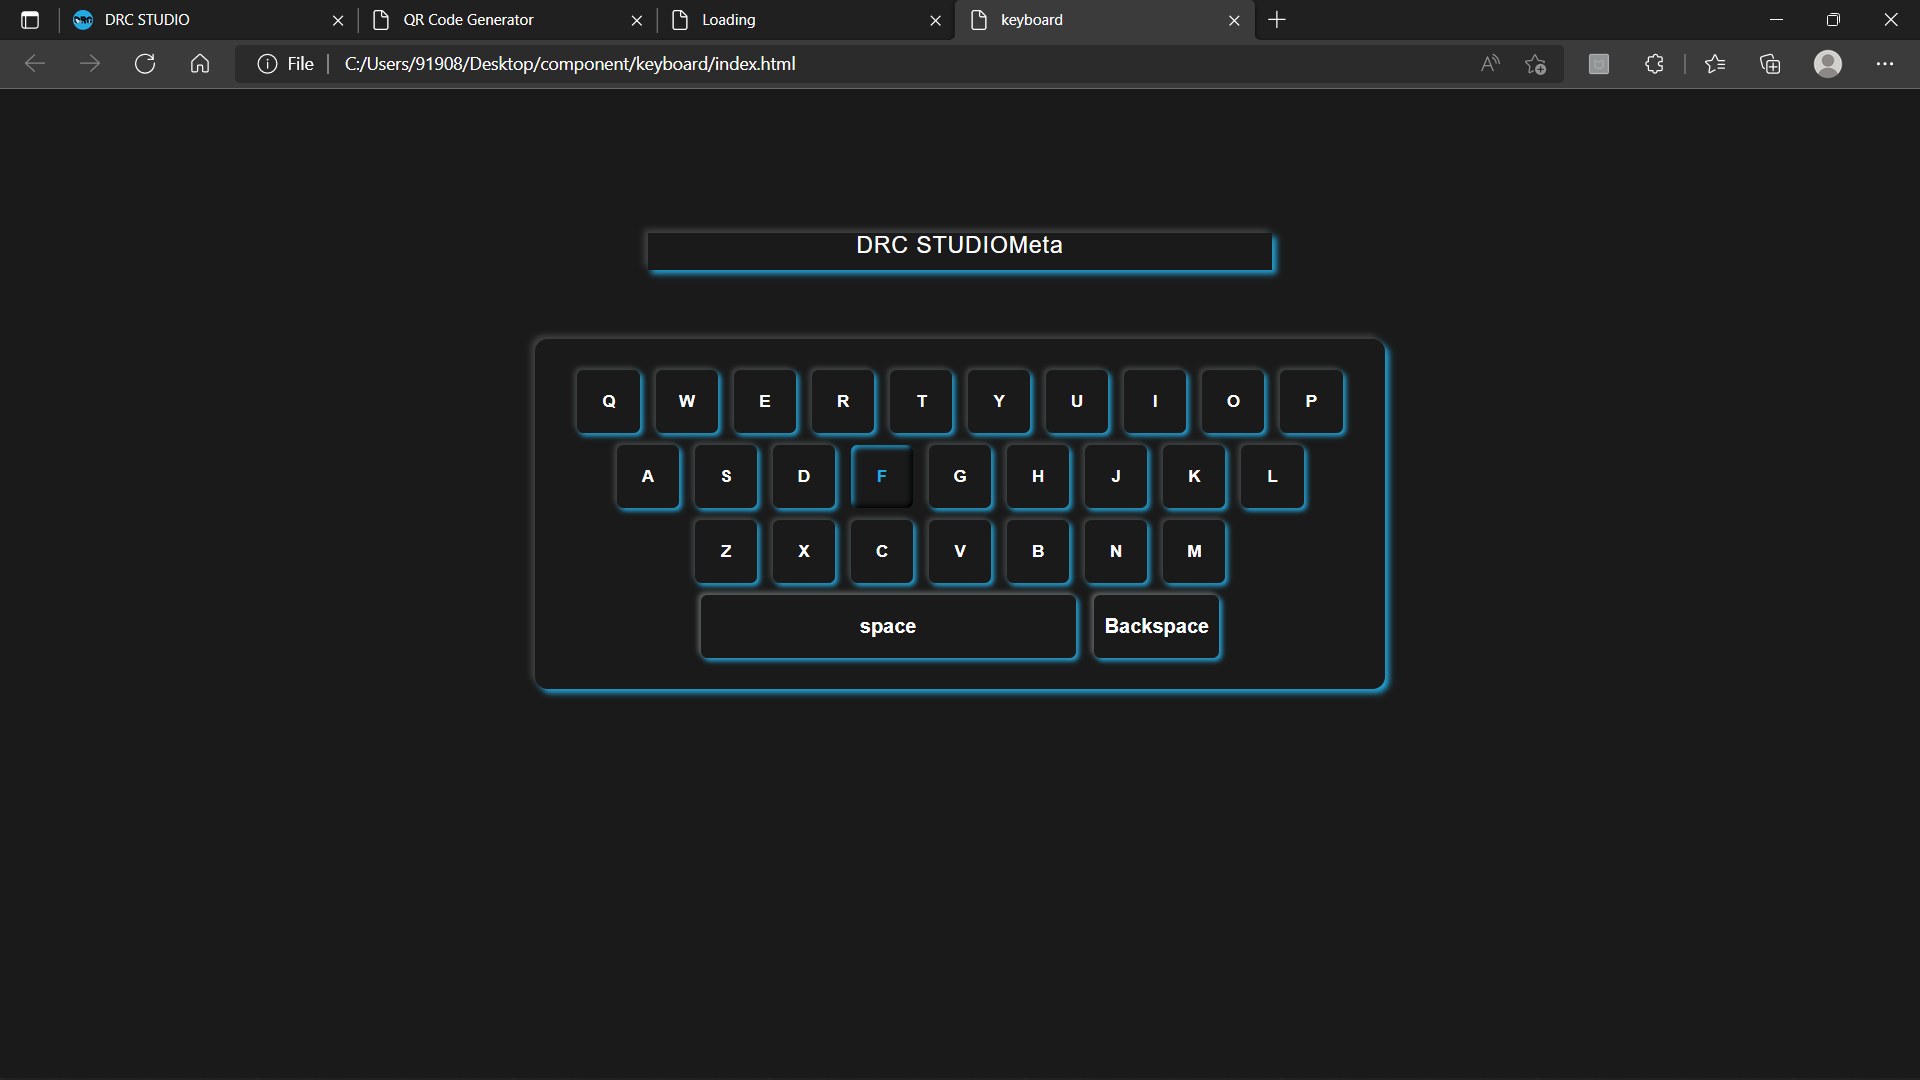 DRC STUDIO QR Code Generator Loading keyboard
File C:/Users/91908/Desktop/component/keyboard/index.html
DRC STUDIOMeta
Q W E R T Y U I O P
A S D F G H J K L
Z X C V B N M
space Backspace